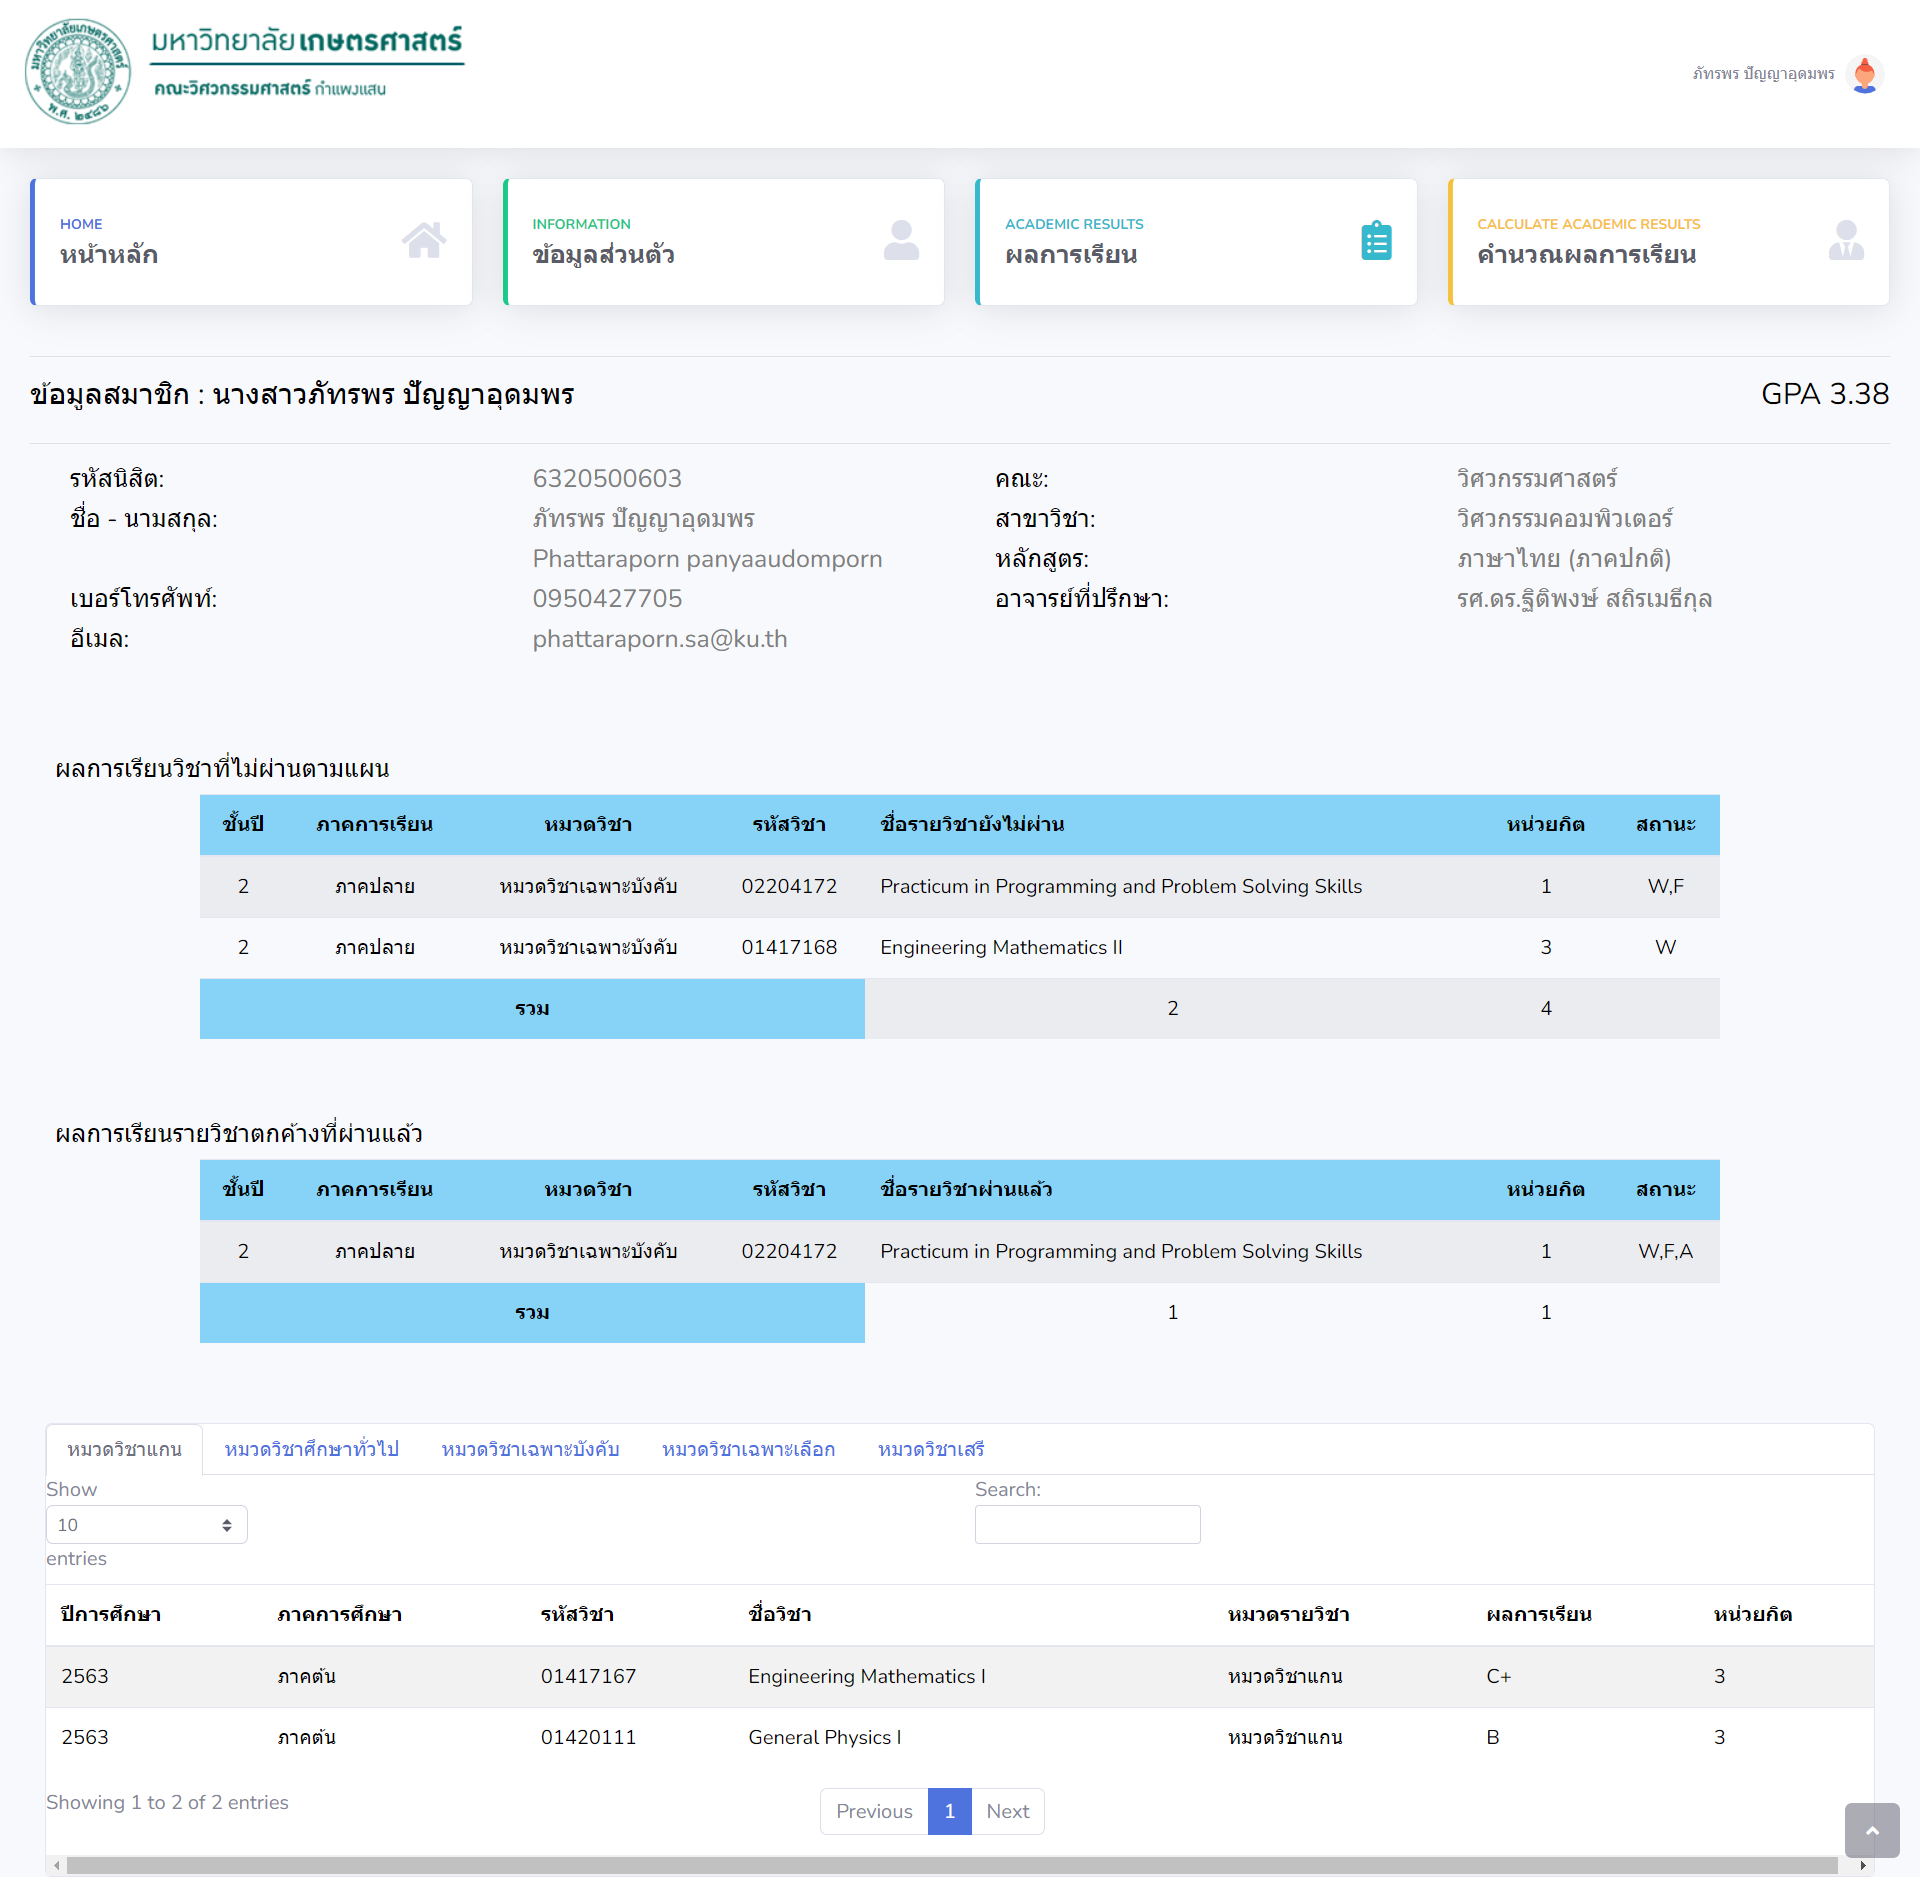 มหาวิทยาลัยเกษตรศาสตร์
คณะวิศวกรรมศาสตร์ กำแพงแสน
มหาวิทยาลัยเกษตรศาสตร์
พ.ศ. ๒๔๘๖
ภัทรพร ปัญญาอุดมพร
HOME
หน้าหลัก
INFORMATION
ข้อมูลส่วนตัว
ACADEMIC RESULTS
ผลการเรียน
CALCULATE ACADEMIC RESULTS
คำนวณผลการเรียน
ข้อมูลสมาชิก : นางสาวภัทรพร ปัญญาอุดมพร GPA 3.38
รหัสนิสิต: 6320500603 คณะ: วิศวกรรมศาสตร์
ชื่อ - นามสกุล: ภัทรพร ปัญญาอุดมพร สาขาวิชา: วิศวกรรมคอมพิวเตอร์
Phattaraporn panyaaudomporn หลักสูตร: ภาษาไทย (ภาคปกติ)
เบอร์โทรศัพท์: 0950427705 อาจารย์ที่ปรึกษา: รศ.ดร.ฐิติพงษ์ สถิรเมธีกุล
อีเมล: phattaraporn.sa@ku.th
ผลการเรียนวิชาที่ไม่ผ่านตามแผน
ชั้นปี ภาคการเรียน หมวดวิชา รหัสวิชา ชื่อรายวิชายังไม่ผ่าน หน่วยกิต สถานะ
2 ภาคปลาย หมวดวิชาเฉพาะบังคับ 02204172 Practicum in Programming and Problem Solving Skills 1 W,F
2 ภาคปลาย หมวดวิชาเฉพาะบังคับ 01417168 Engineering Mathematics II 3 W
รวม 2 4
ผลการเรียนรายวิชาตกค้างที่ผ่านแล้ว
ชั้นปี ภาคการเรียน หมวดวิชา รหัสวิชา ชื่อรายวิชาผ่านแล้ว หน่วยกิต สถานะ
2 ภาคปลาย หมวดวิชาเฉพาะบังคับ 02204172 Practicum in Programming and Problem Solving Skills 1 W,F,A
รวม 1 1
หมวดวิชาแกน หมวดวิชาศึกษาทั่วไป หมวดวิชาเฉพาะบังคับ หมวดวิชาเฉพาะเลือก หมวดวิชาเสรี
Show Search:
10
entries
ปีการศึกษา ภาคการศึกษา รหัสวิชา ชื่อวิชา หมวดรายวิชา ผลการเรียน หน่วยกิต
2563 ภาคต้น 01417167 Engineering Mathematics I หมวดวิชาแกน C+ 3
2563 ภาคต้น 01420111 General Physics I หมวดวิชาแกน B 3
Showing 1 to 2 of 2 entries Previous 1 Next